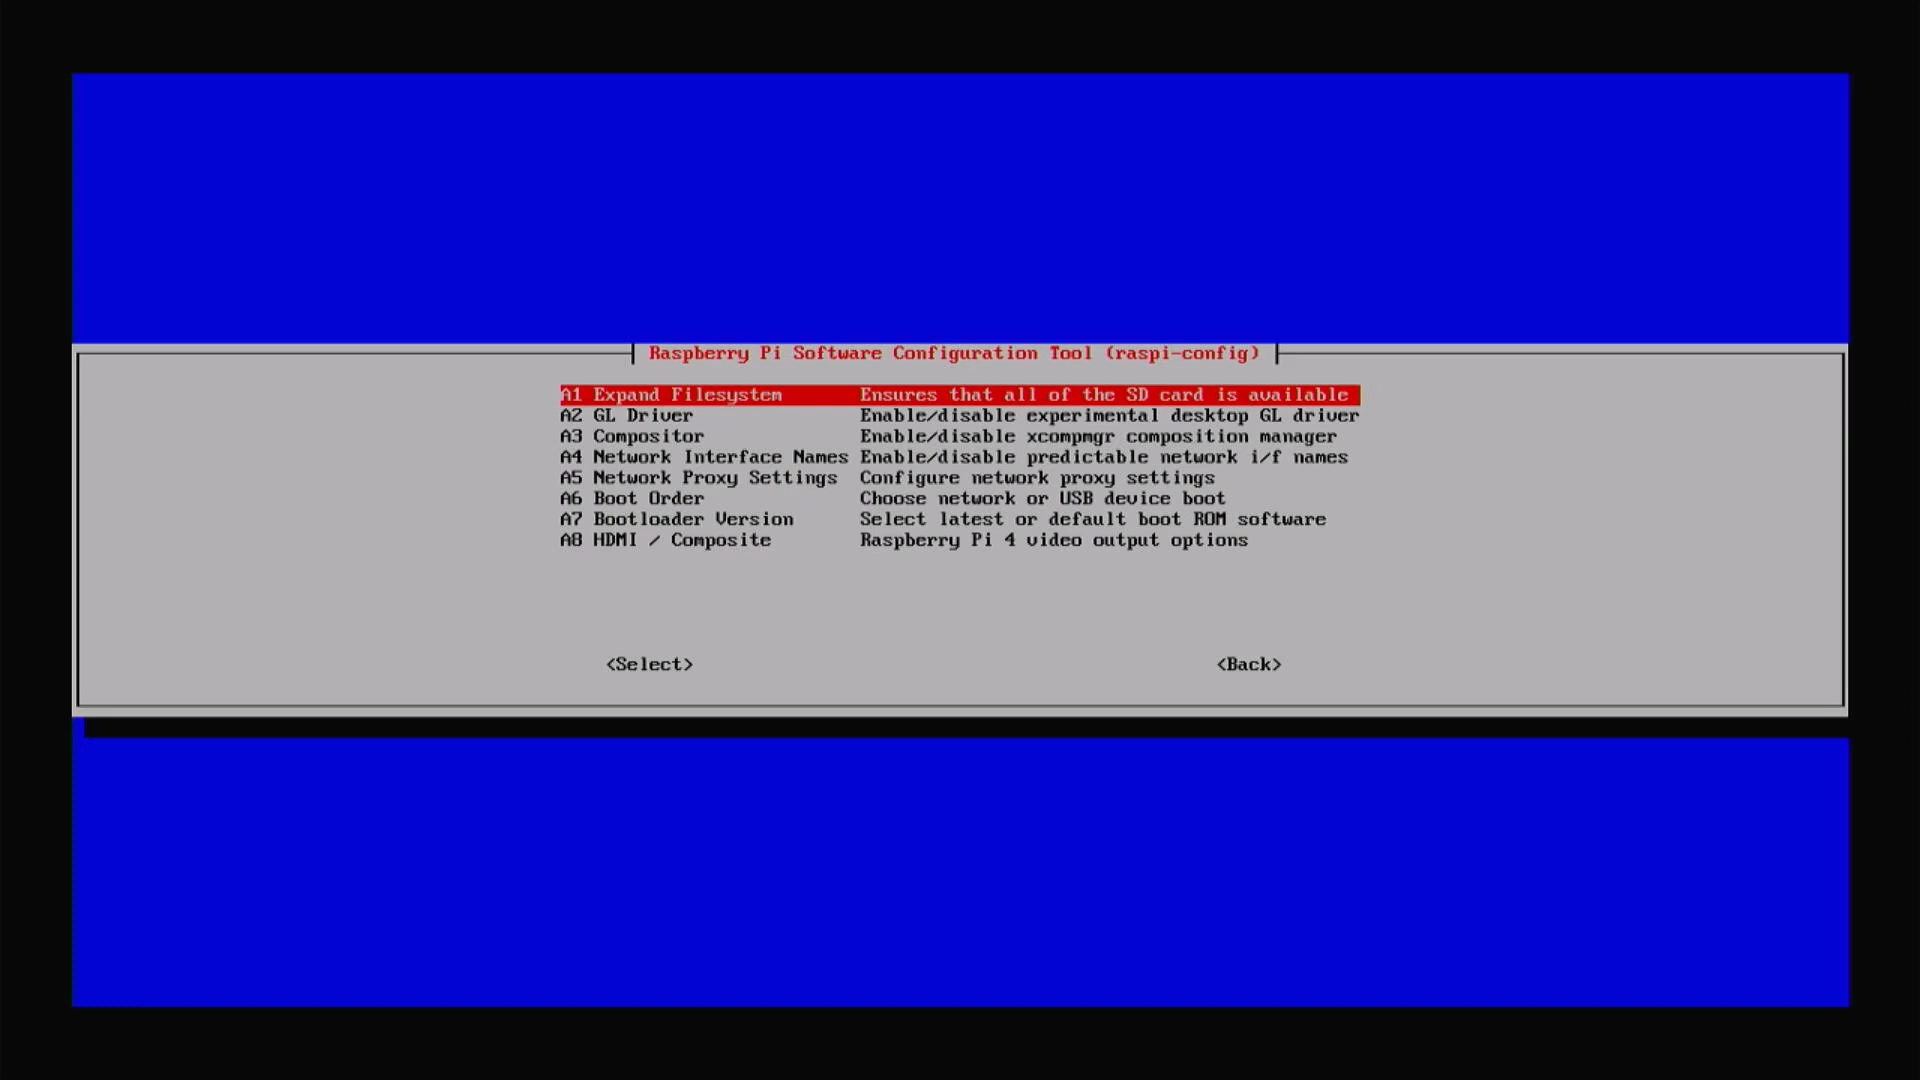 Raspberry Pi Software Configuration Tool (raspi-config)
A1 Expand Filesystem Ensures that all of the SD card is available
A2 GL Driver Enable/disable experimental desktop GL driver
A3 Compositor Enable/disable xcompmgr composition manager
A4 Network Interface Names Enable/disable predictable network i/f names
A5 Network Proxy Settings Configure network proxy settings
A6 Boot Order Choose network or USB device boot
A7 Bootloader Version Select latest or default boot ROM software
A8 HDMI / Composite Raspberry Pi 4 video output options
<Select> <Back>